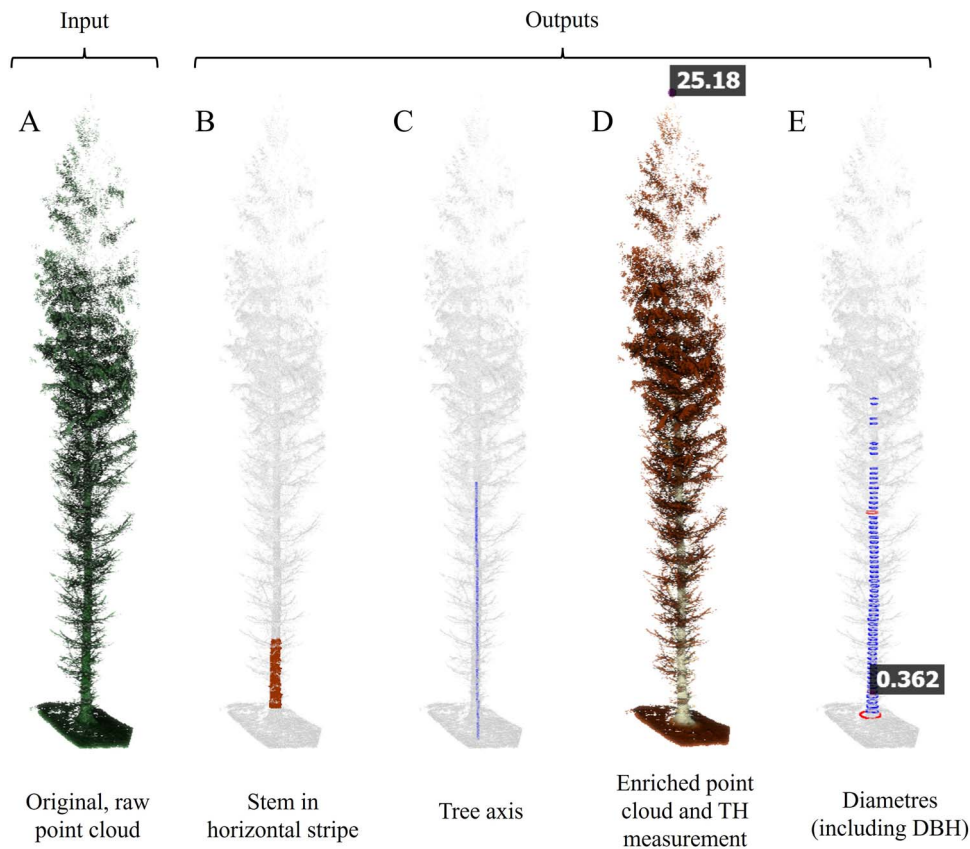 Input
Outputs
25.18
A
B
C
D
E
0.362
Original, raw
point cloud
Stem in
horizontal stripe
Tree axis
Enriched point
cloud and TH
measurement
Diametres
(including DBH)